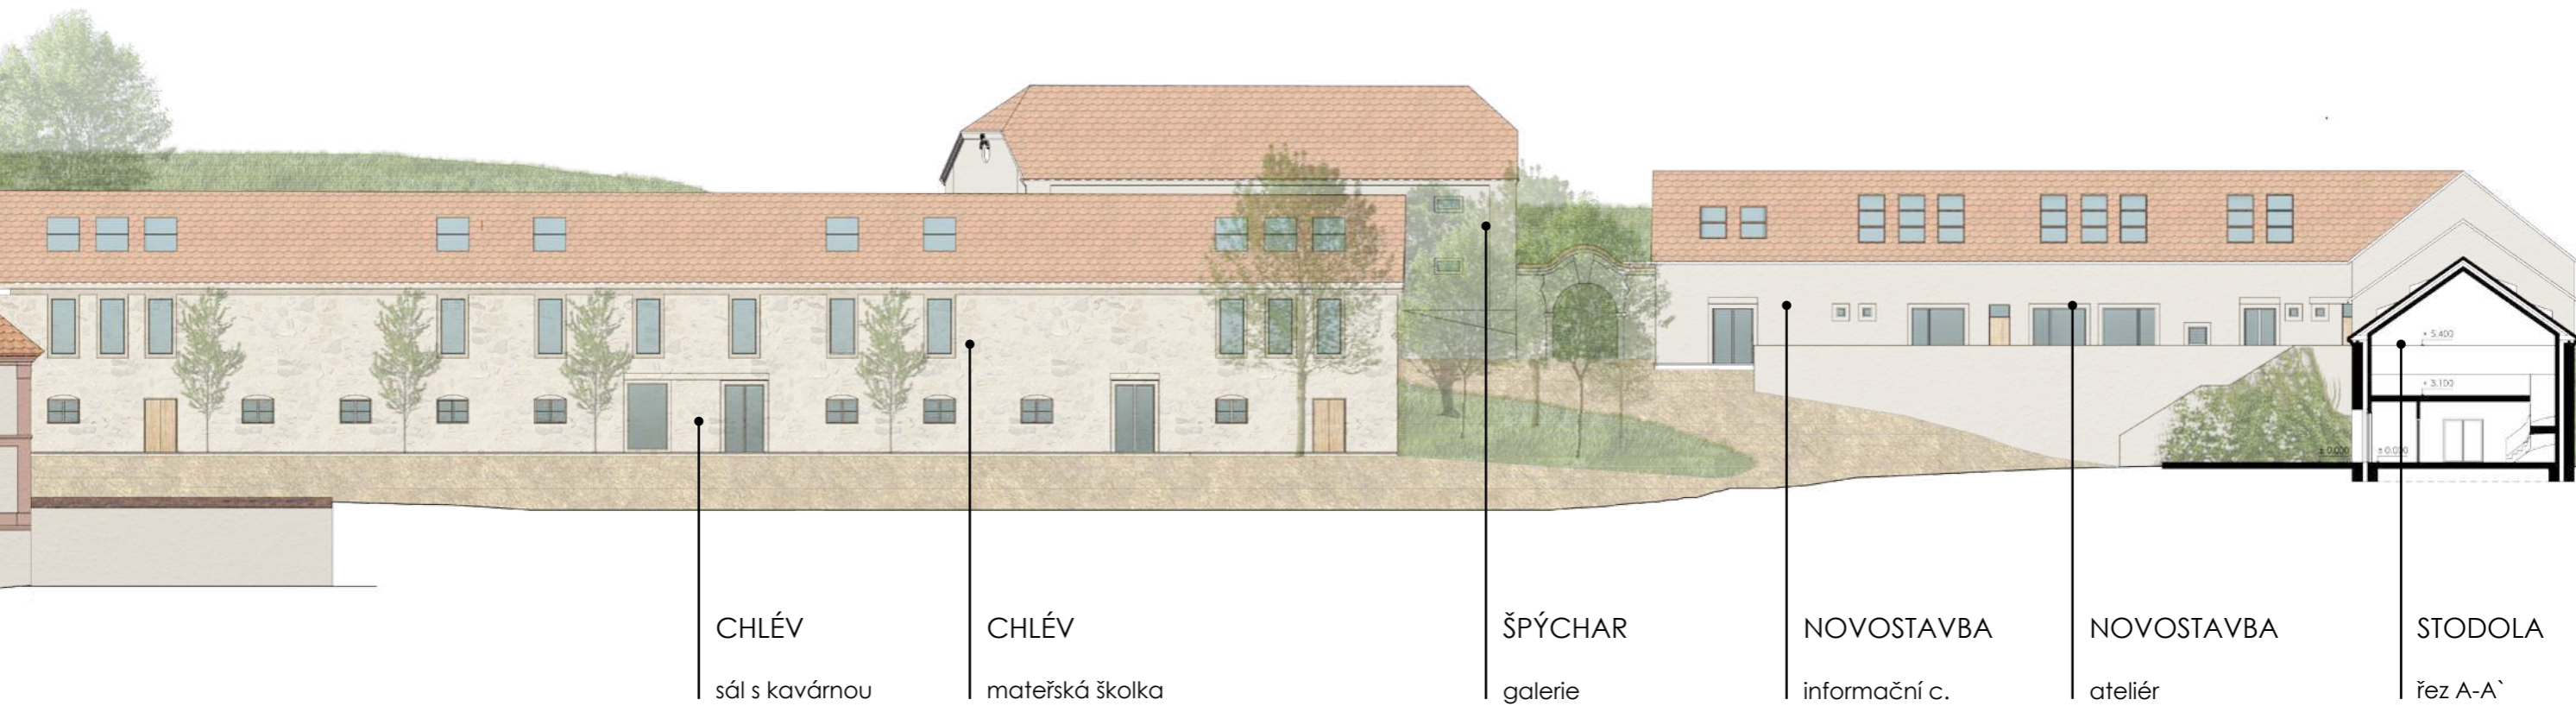 + 5.400
+ 3.100
± 0.000
± 0.000
CHLÉV
sál s kavárnou
CHLÉV
mateřská školka
ŠPÝCHAR
galerie
NOVOSTAVBA
informační c.
NOVOSTAVBA
ateliér
STODOLA
řez A-A`